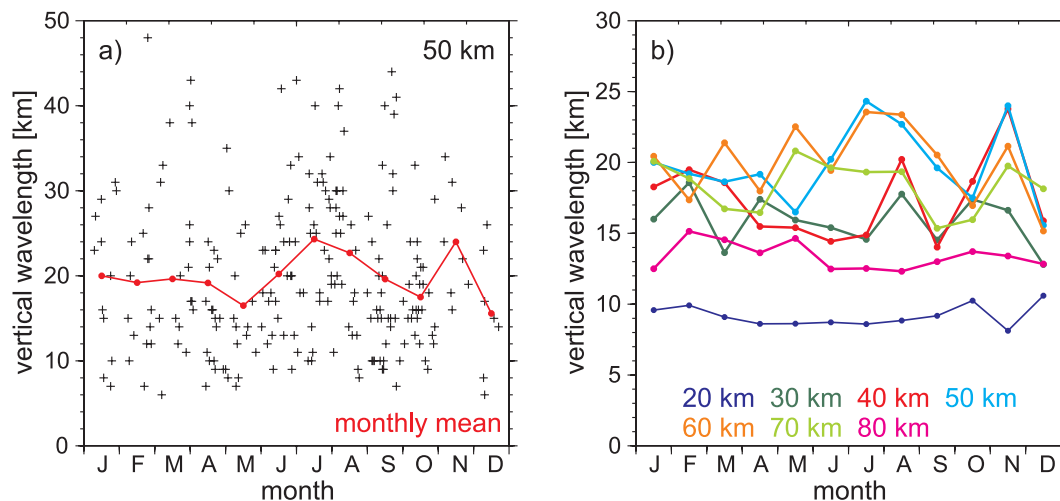 a)
50 km
vertical wavelength [km]
50
40
30
20
10
0
monthly mean
J F M A M J J A S O N D
month
b)
vertical wavelength [km]
30
25
20
15
10
5
0
20 km 30 km 40 km 50 km
60 km 70 km 80 km
J F M A M J J A S O N D
month